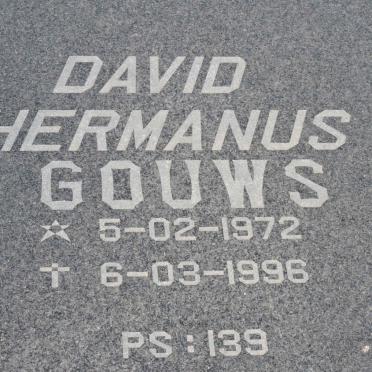 DAVID
HERMANUS
GOUWS
☆ 5-02-1972
✝ 6-03-1996
PS : 139